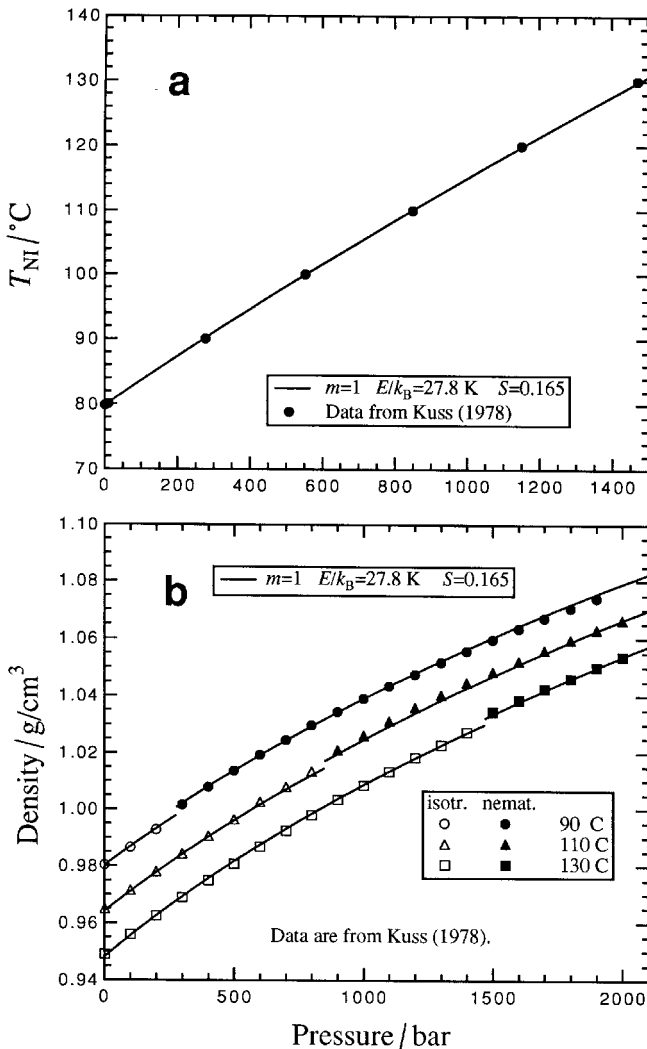 140
130
120
110
100
90
80
70
T_NI / °C
a
m=1 E/k_B=27.8 K S=0.165
Data from Kuss (1978)
0 200 400 600 800 1000 1200 1400
1.10
1.08
1.06
1.04
1.02
1.00
0.98
0.96
0.94
Density / g/cm³
b
m=1 E/k_B=27.8 K S=0.165
isotr. nemat.
90 C
110 C
130 C
Data are from Kuss (1978).
0 500 1000 1500 2000
Pressure / bar